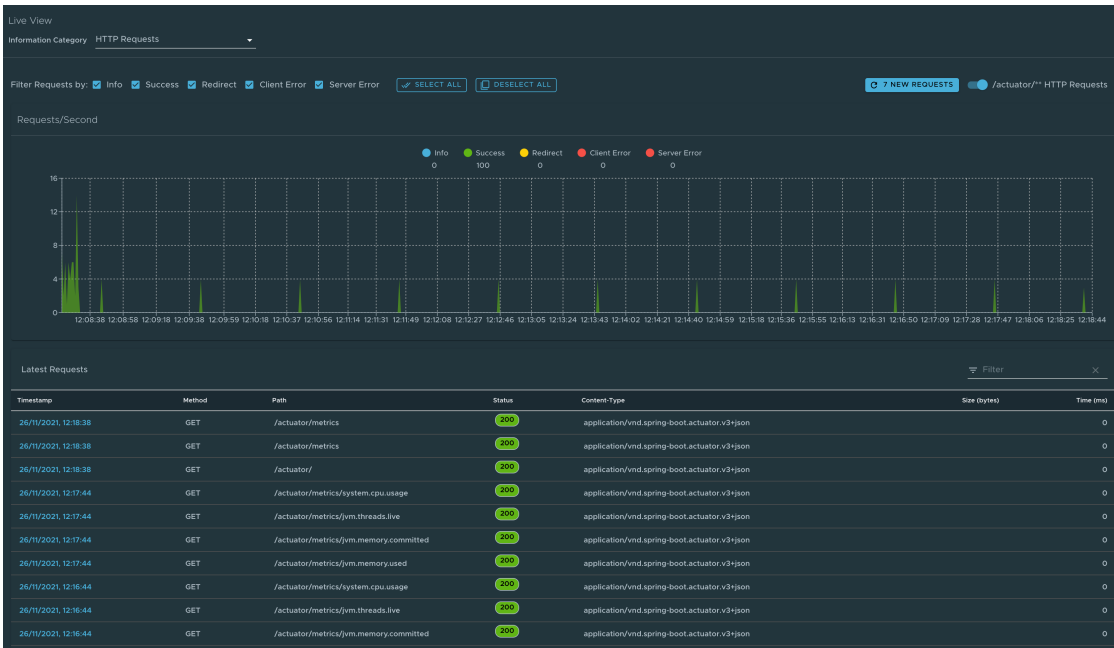 Live View
Information Category HTTP Requests
Filter Requests by: Info Success Redirect Client Error Server Error SELECT ALL DESELECT ALL 7 NEW REQUESTS /actuator/** HTTP Requests
Requests/Second
Info Success Redirect Client Error Server Error
0 100 0 0 0
16
12
8
4
0
12:08:38 12:08:58 12:09:18 12:09:38 12:09:59 12:10:18 12:10:37 12:10:56 12:11:14 12:11:31 12:11:49 12:12:08 12:12:27 12:12:46 12:13:05 12:13:24 12:13:43 12:14:02 12:14:21 12:14:40 12:14:59 12:15:18 12:15:36 12:15:55 12:16:13 12:16:31 12:16:50 12:17:09 12:17:28 12:17:47 12:18:06 12:18:25 12:18:44
Latest Requests Filter
Timestamp Method Path Status Content-Type Size (bytes) Time (ms)
26/11/2021, 12:18:38 GET /actuator/metrics 200 application/vnd.spring-boot.actuator.v3+json 0
26/11/2021, 12:18:38 GET /actuator/metrics 200 application/vnd.spring-boot.actuator.v3+json 0
26/11/2021, 12:18:38 GET /actuator/ 200 application/vnd.spring-boot.actuator.v3+json 0
26/11/2021, 12:17:44 GET /actuator/metrics/system.cpu.usage 200 application/vnd.spring-boot.actuator.v3+json 0
26/11/2021, 12:17:44 GET /actuator/metrics/jvm.threads.live 200 application/vnd.spring-boot.actuator.v3+json 0
26/11/2021, 12:17:44 GET /actuator/metrics/jvm.memory.committed 200 application/vnd.spring-boot.actuator.v3+json 0
26/11/2021, 12:17:44 GET /actuator/metrics/jvm.memory.used 200 application/vnd.spring-boot.actuator.v3+json 0
26/11/2021, 12:16:44 GET /actuator/metrics/system.cpu.usage 200 application/vnd.spring-boot.actuator.v3+json 0
26/11/2021, 12:16:44 GET /actuator/metrics/jvm.threads.live 200 application/vnd.spring-boot.actuator.v3+json 0
26/11/2021, 12:16:44 GET /actuator/metrics/jvm.memory.committed 200 application/vnd.spring-boot.actuator.v3+json 0